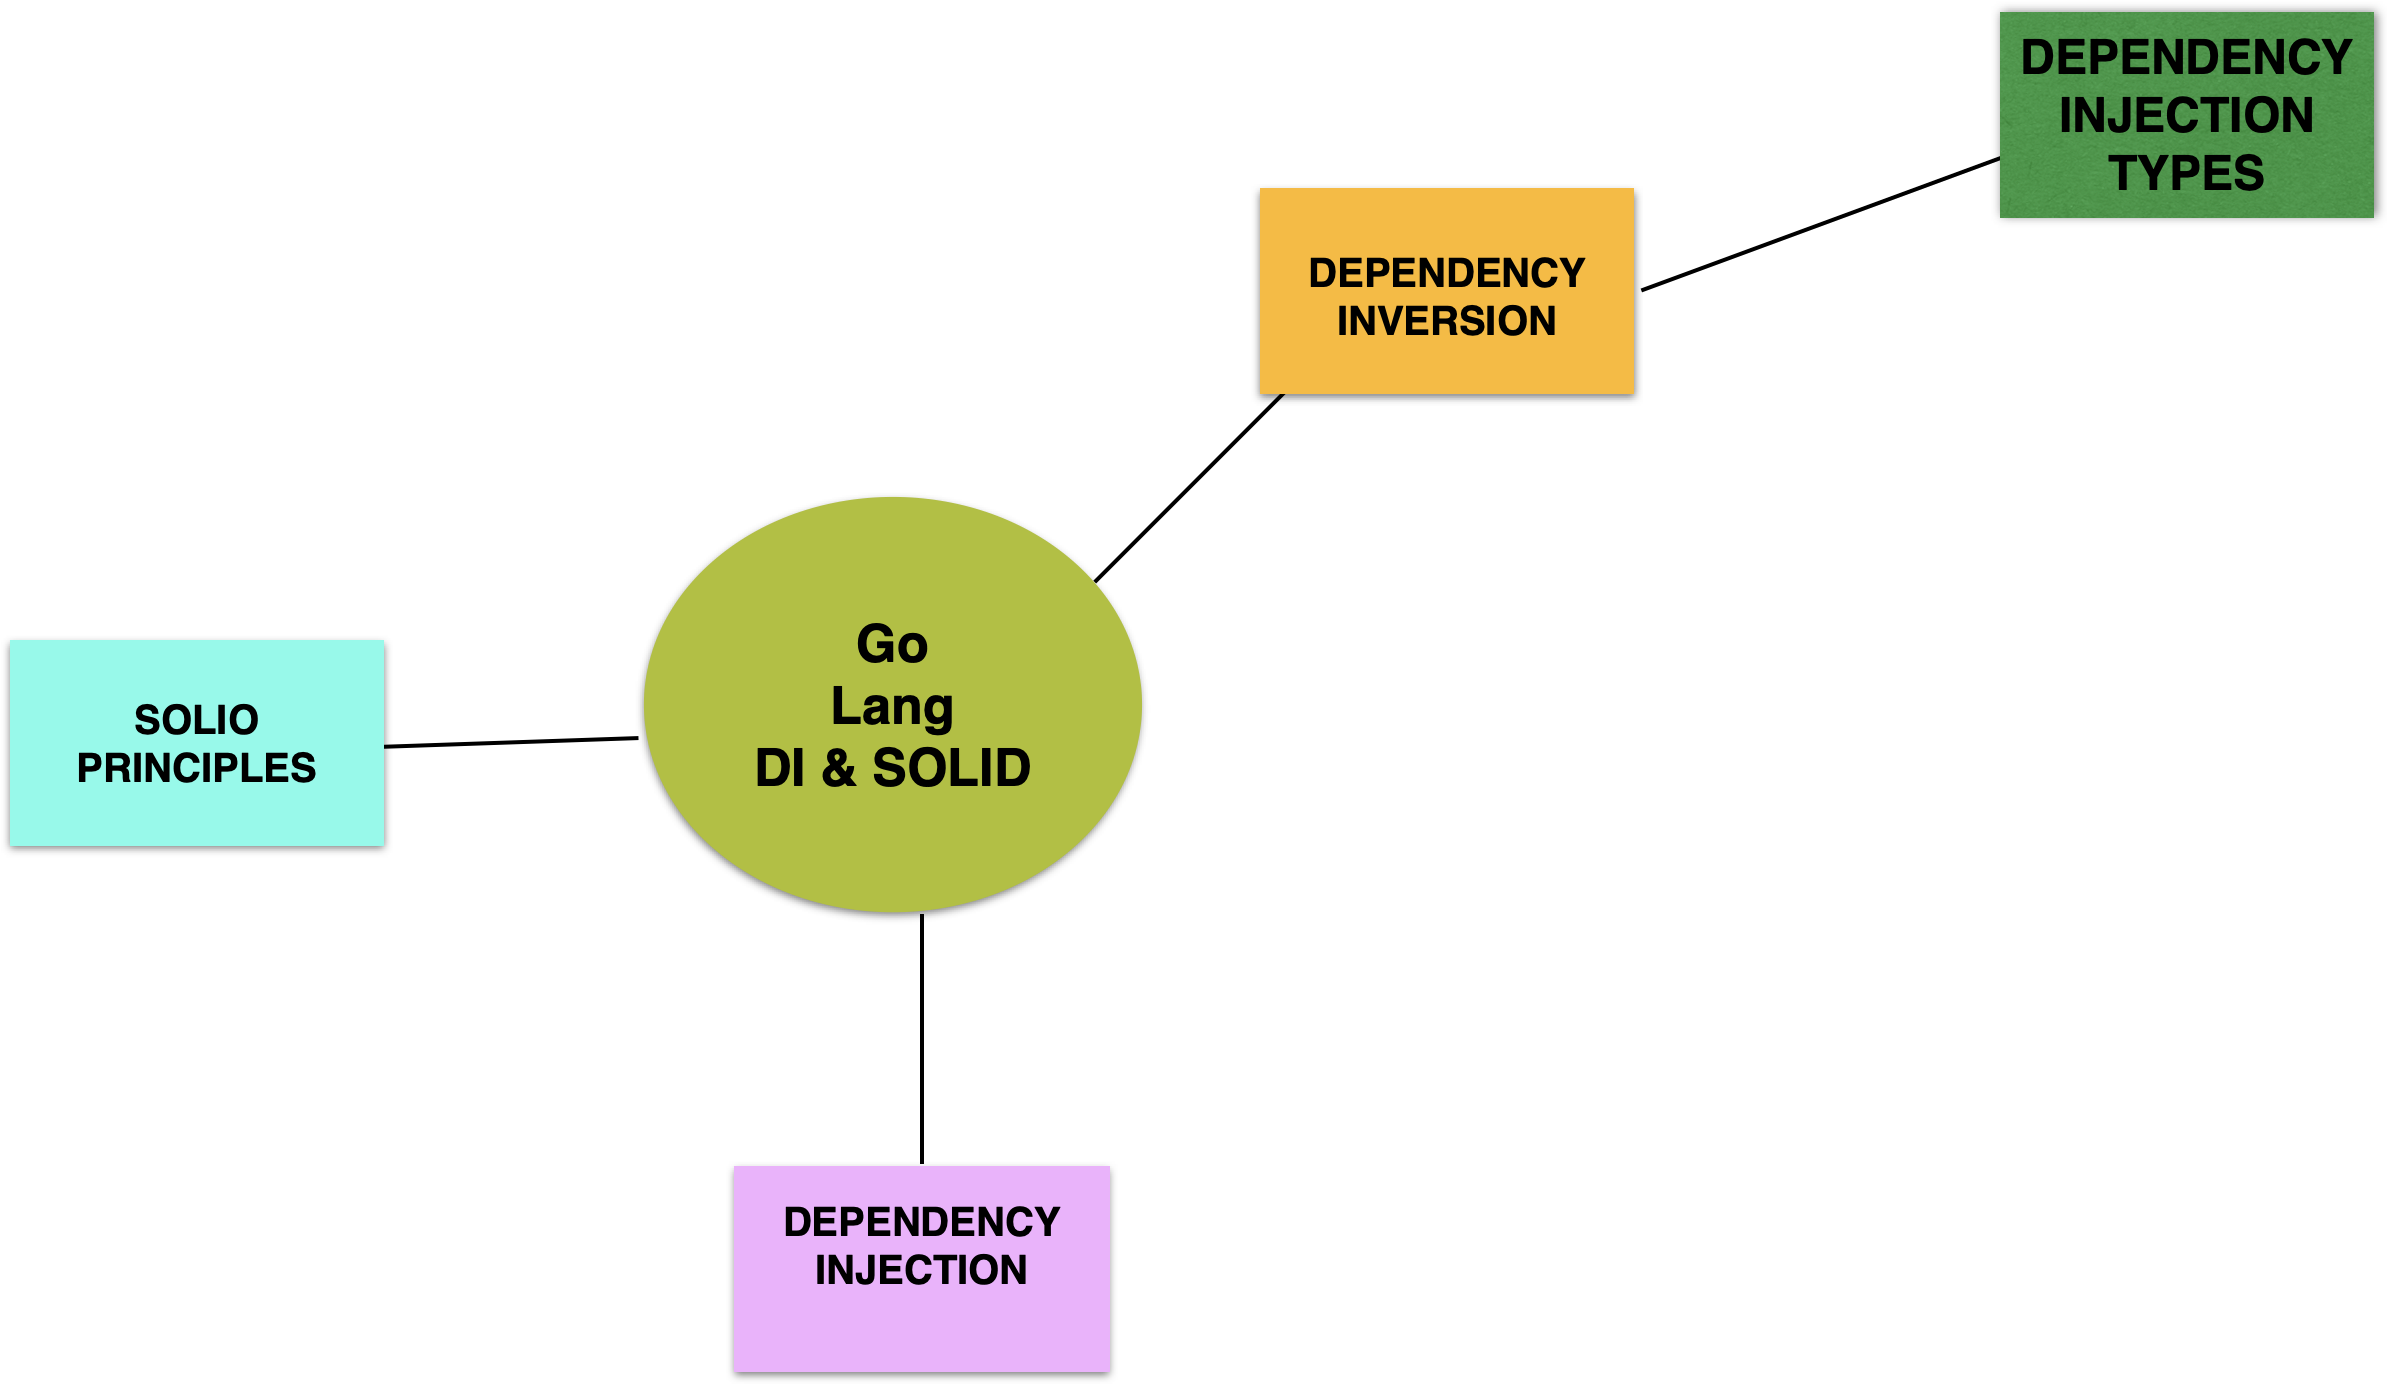 DEPENDENCY
INJECTION
TYPES
DEPENDENCY
INVERSION
Go
Lang
DI & SOLID
SOLIO
PRINCIPLES
DEPENDENCY
INJECTION